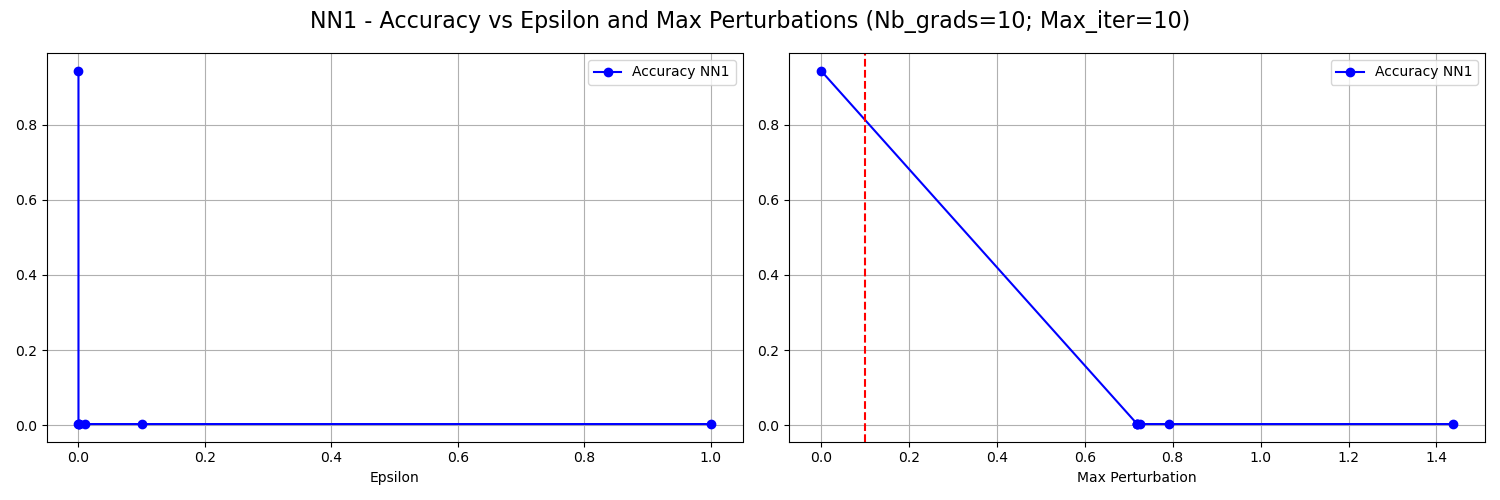 NN1 - Accuracy vs Epsilon and Max Perturbations (Nb_grads=10; Max_iter=10)
Accuracy NN1
0.8
0.6
0.4
0.2
0.0
0.0 0.2 0.4 0.6 0.8 1.0
Epsilon
Accuracy NN1
0.8
0.6
0.4
0.2
0.0
0.0 0.2 0.4 0.6 0.8 1.0 1.2 1.4
Max Perturbation